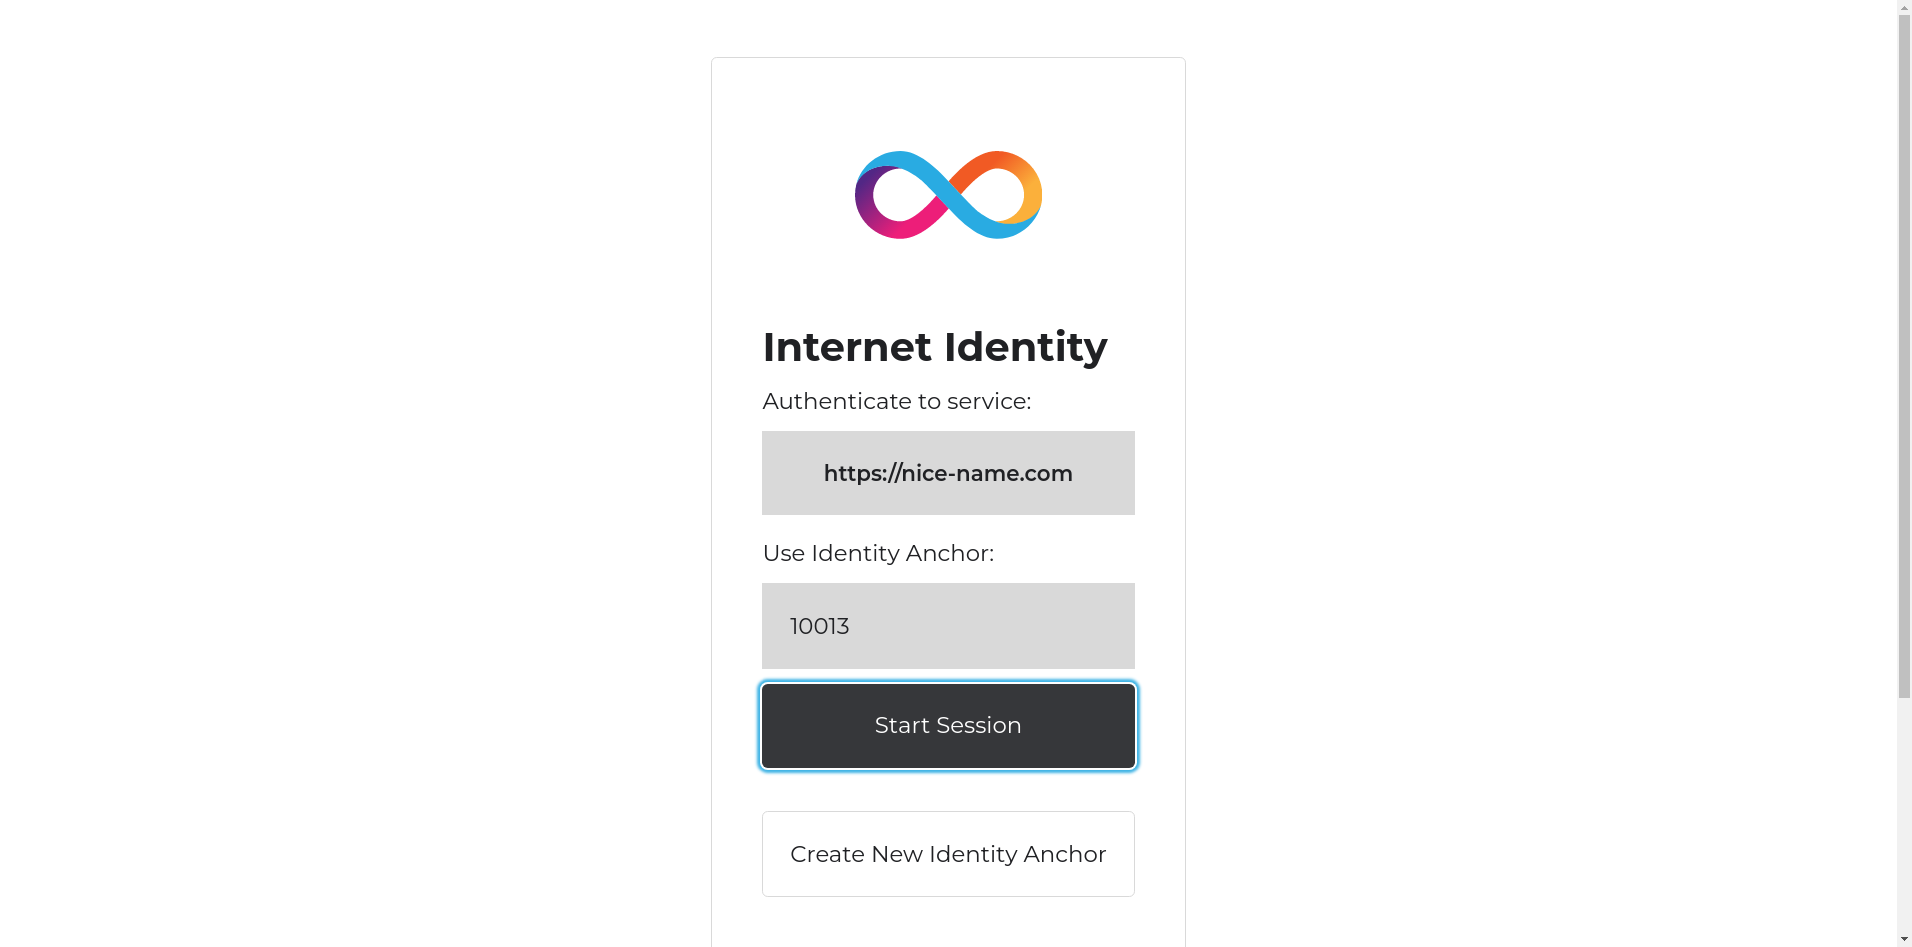 Internet Identity
Authenticate to service:
https://nice-name.com
Use Identity Anchor:
10013
Start Session
Create New Identity Anchor